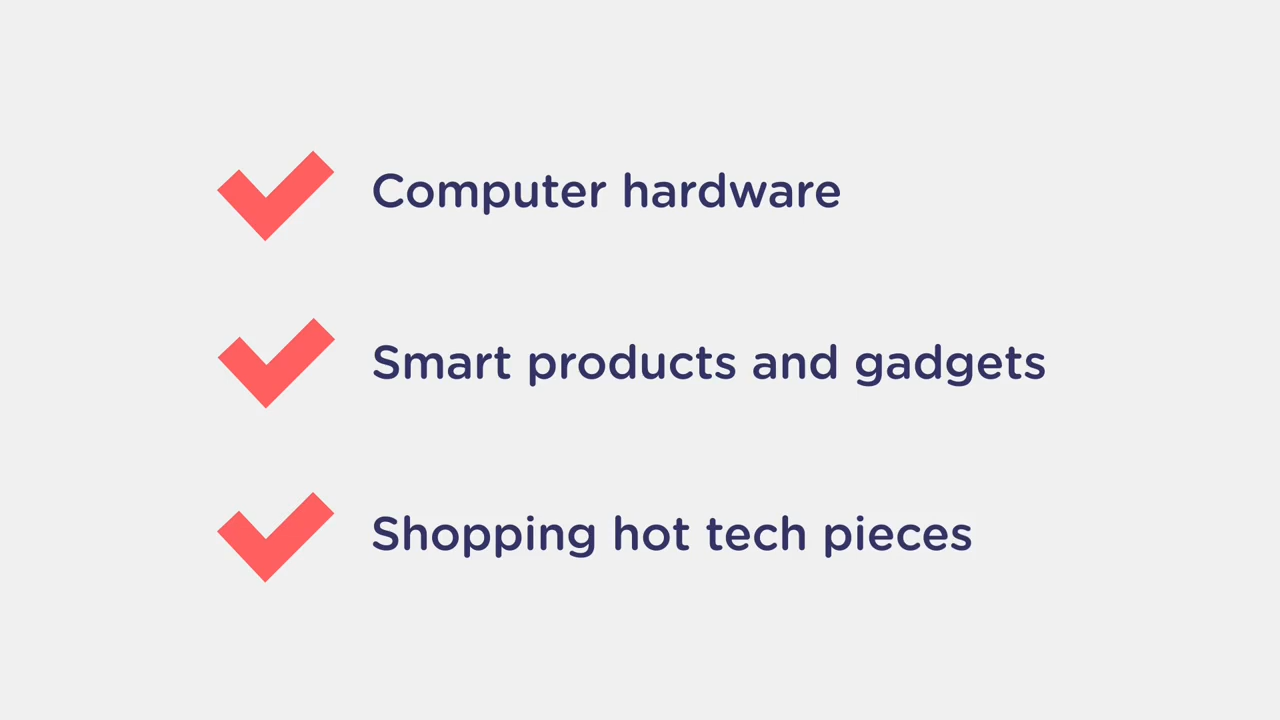 Computer hardware
Smart products and gadgets
Shopping hot tech pieces